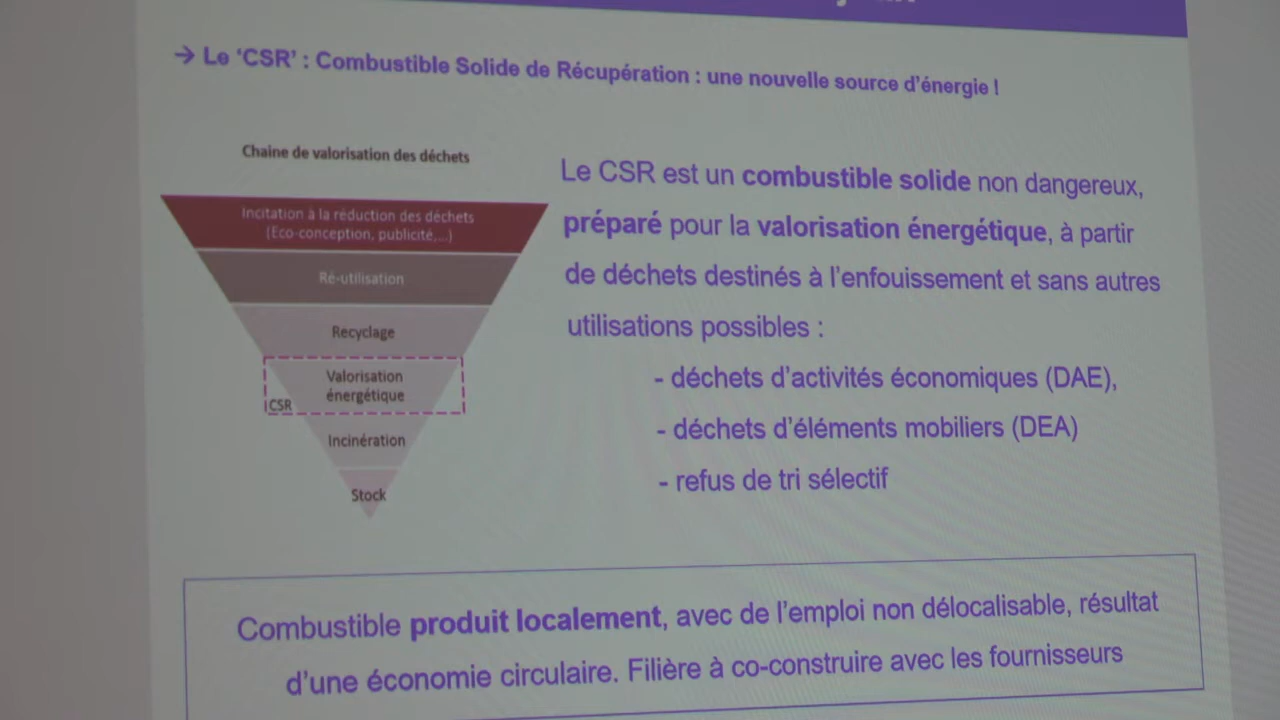 → Le ‘CSR’ : Combustible Solide de Récupération : une nouvelle source d’énergie !
Chaine de valorisation des déchets
Incitation à la réduction des déchets
(Eco-conception, publicité,...)
Ré-utilisation
Recyclage
Valorisation
énergétique
CSR
Incinération
Stock
Le CSR est un combustible solide non dangereux,
préparé pour la valorisation énergétique, à partir
de déchets destinés à l’enfouissement et sans autres
utilisations possibles :
- déchets d’activités économiques (DAE),
- déchets d’éléments mobiliers (DEA)
- refus de tri sélectif
Combustible produit localement, avec de l’emploi non délocalisable, résultat
d’une économie circulaire. Filière à co-construire avec les fournisseurs